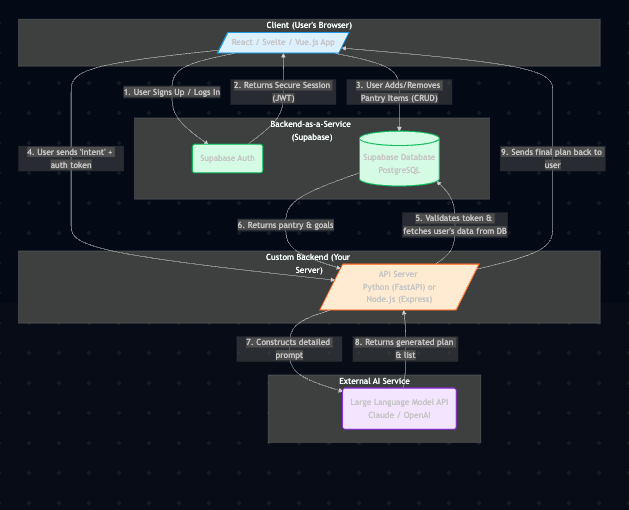 Client (User's Browser)
React / Svelte / Vue.js App
1. User Signs Up / Logs In
2. Returns Secure Session
(JWT)
3. User Adds/Removes
Pantry Items (CRUD)
Backend-as-a-Service
(Supabase)
4. User sends 'Intent' +
auth token
Supabase Auth
Supabase Database
PostgreSQL
9. Sends final plan back to
user
6. Returns pantry & goals
5. Validates token &
fetches user's data from DB
Custom Backend (Your
Server)
API Server
Python (FastAPI) or
Node.js (Express)
7. Constructs detailed
prompt
8. Returns generated plan
& list
External AI Service
Large Language Model API
Claude / OpenAI